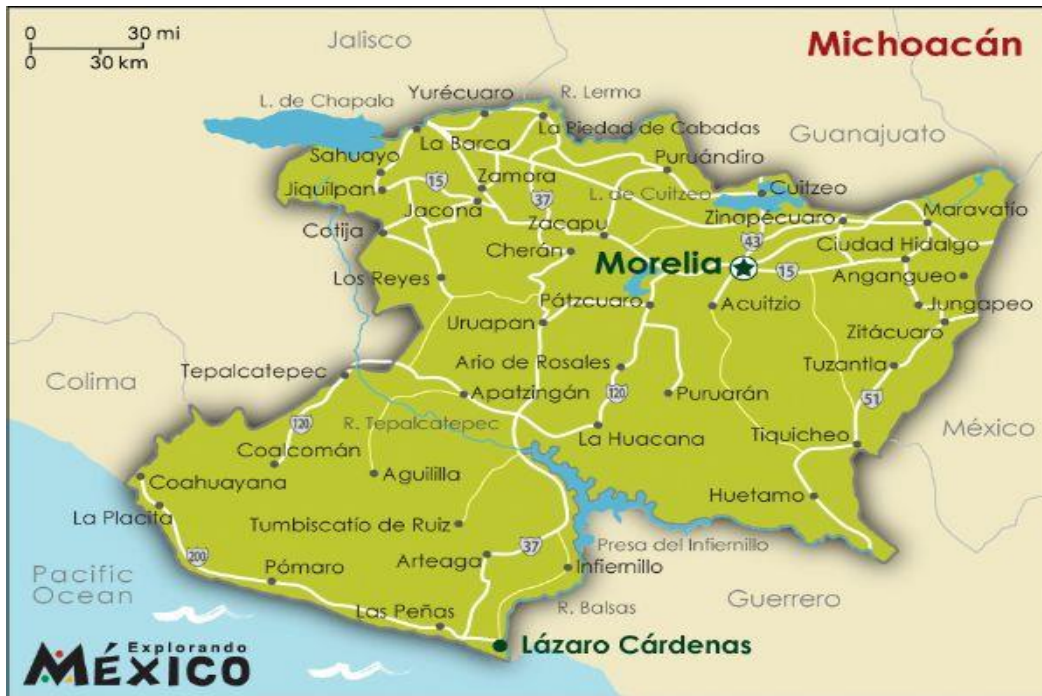 0 30 mi
0 30 km
Jalisco
Michoacán
L. de Chapala
Yurécuaro
R. Lerma
La Piedad de Cabadas
Guanajuato
La Barca
Sahuayo
Puruándiro
Jiquilpan
15
Zamora
37
L. de Cuitzeo
Cuitzeo
Jacona
Zinapécuaro
Maravatío
Cotija
Zacapu
43
Ciudad Hidalgo
Cherán
Morelia
15
Angangueo
Los Reyes
Pátzcuaro
Acuitzio
Jungapeo
Uruapan
Zitácuaro
Ario de Rosales
Tuzantla
Tepalcatepec
Colima
Apatzingán
120
Puruarán
51
120
R. Tepalcatepec
La Huacana
Tiquicheo
México
Coalcomán
Aguililla
Coahuayana
Huetamo
La Placita
Tumbiscatío de Ruiz
200
Arteaga
37
Presa del Infiernillo
Pacific
Ocean
Pómaro
Infiernillo
Guerrero
Las Peñas
R. Balsas
Lázaro Cárdenas
Explorando
MÉXICO